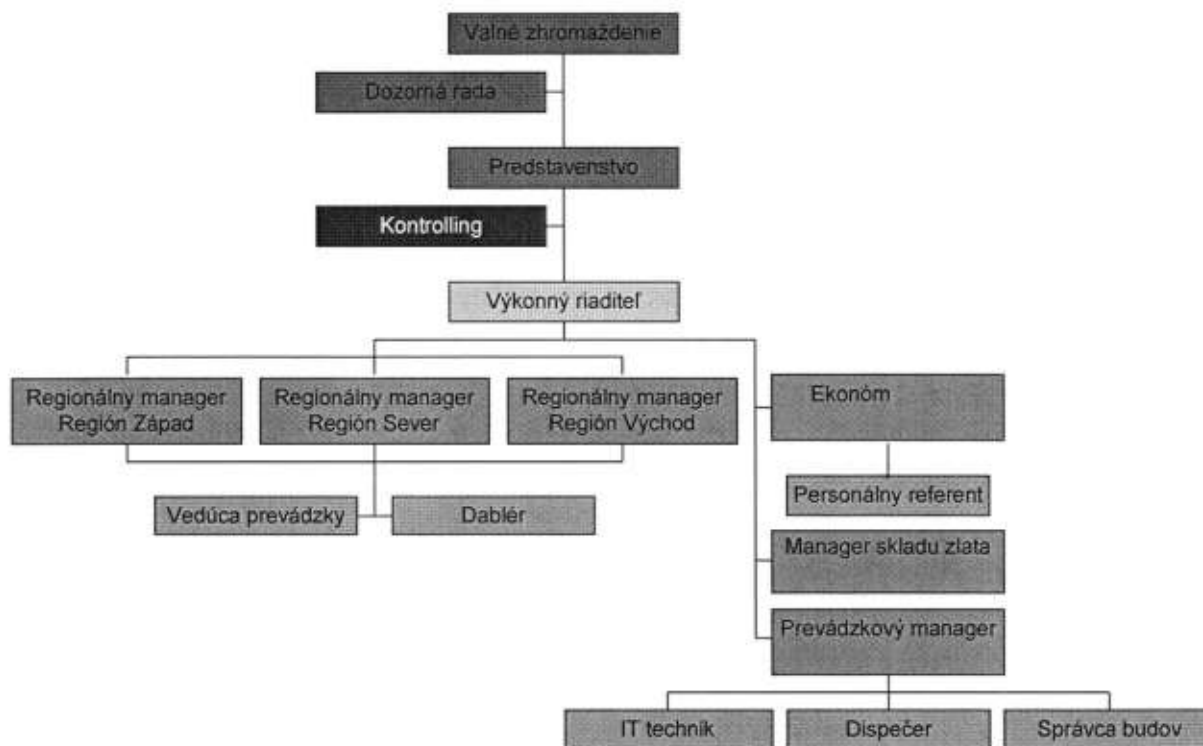 Valné zhromaždenie
Dozorná rada
Predstavenstvo
Kontrolling
Výkonný riaditeľ
Regionálny manager
Región Západ
Regionálny manager
Región Sever
Regionálny manager
Región Východ
Ekonóm
Personálny referent
Vedúca prevádzky
Dablér
Manager skladu zlata
Prevádzkový manager
IT technik
Dispečer
Správca budov